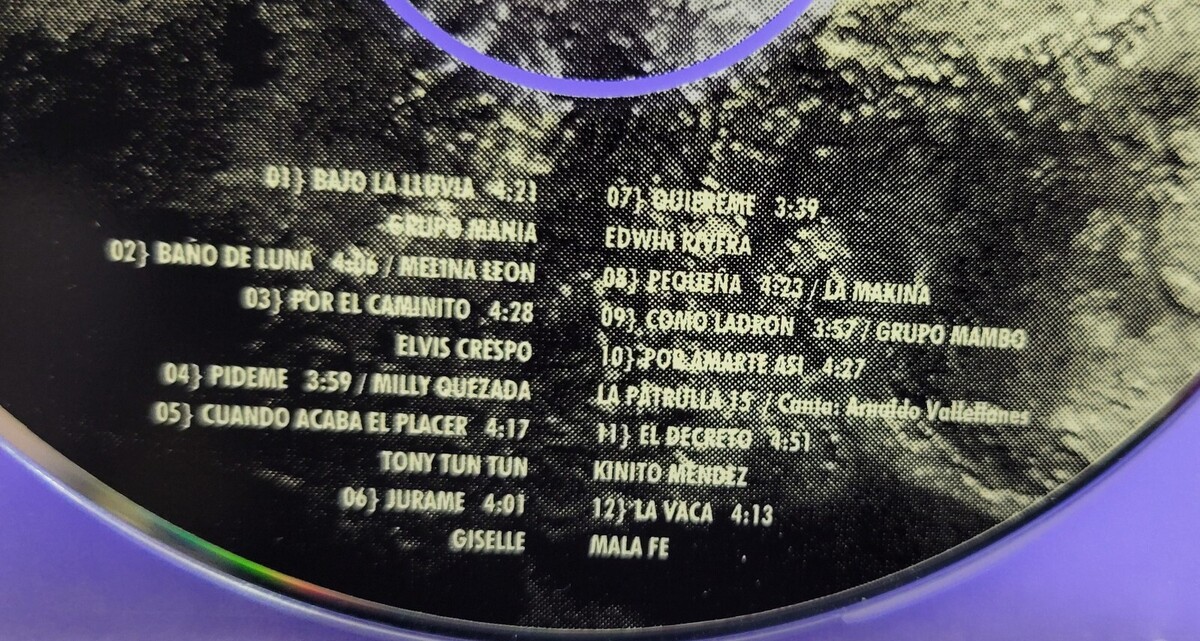 01} BAJO LA LLUVIA 4:21
GRUPO MANIA
02} BAÑO DE LUNA 4:06 / MELINA LEON
03} POR EL CAMINITO 4:28
ELVIS CRESPO
04} PIDEME 3:59 / MILLY QUEZADA
05} CUANDO ACABA EL PLACER 4:17
TONY TUN TUN
06} JURAME 4:01
GISELLE
07} QUIEREME 3:39
EDWIN RIVERA
08} PEQUEÑA 4:23 / LA MAKINA
09} COMO LADRON 3:57 / GRUPO MAMBO
10} POR AMARTE ASI 4:27
LA PATRULLA 15 / Canta: Arnaldo Vallellanes
11} EL DECRETO 4:51
KINITO MENDEZ
12} LA VACA 4:13
MALA FE